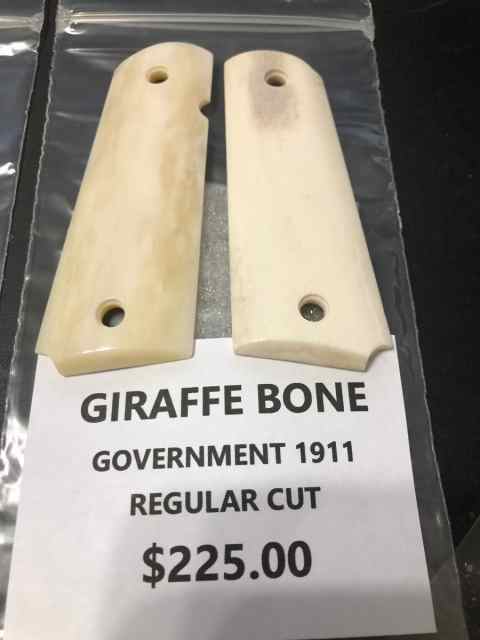 GIRAFFE BONE
GOVERNMENT 1911
REGULAR CUT
$225.00